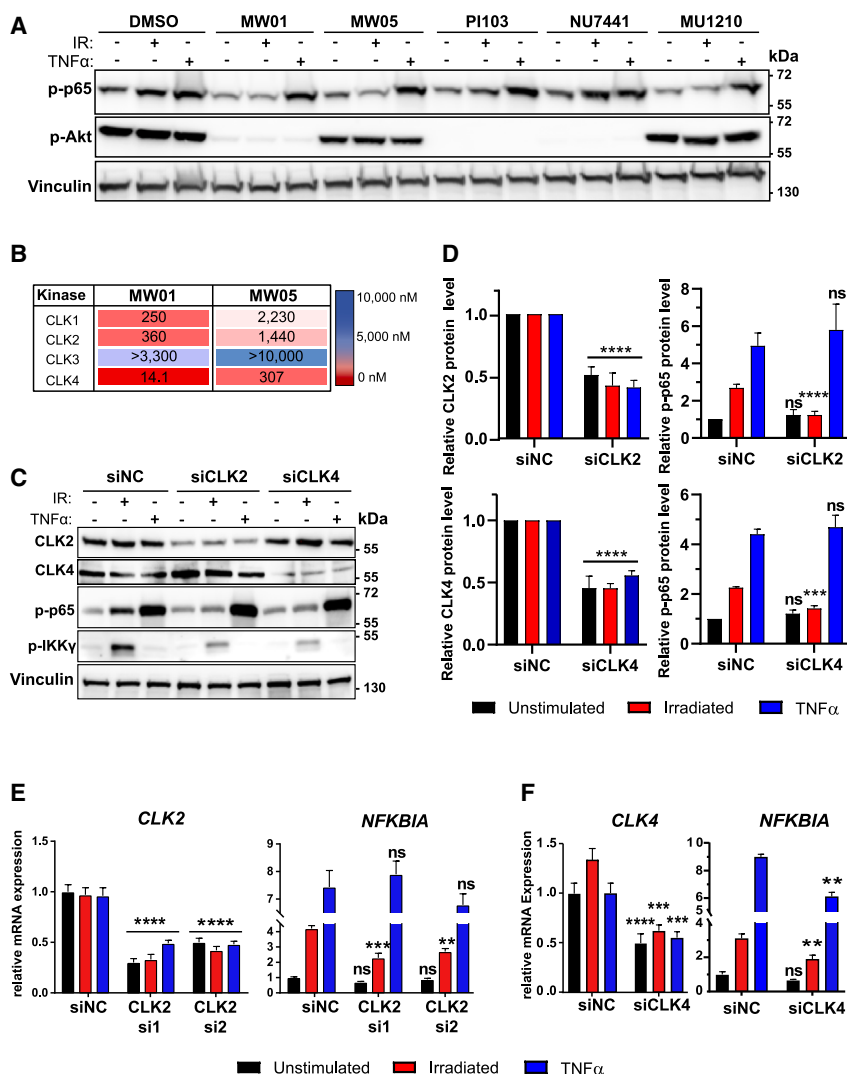 A
DMSO MW01 MW05 PI103 NU7441 MU1210
IR: - + - - + - - + - - + - - + - - + -
TNFα: - - + - - + - - + - - + - - + - - + kDa
p-p65 72
55
p-Akt 72
55
Vinculin 130
B
Kinase MW01 MW05
CLK1 250 2,230
CLK2 360 1,440
CLK3 >3,300 >10,000
CLK4 14.1 307
10,000 nM
5,000 nM
0 nM
C
siNC siCLK2 siCLK4
IR: - + - - + - - + -
TNFα: - - + - - + - - + kDa
CLK2 55
CLK4 55
p-p65 72
55
p-IKKγ 55
Vinculin 130
D
Relative CLK2 protein level
1.0
0.5
0.0
****
siNC siCLK2
Relative p-p65 protein level
8
6
4
2
0
ns **** ns
siNC siCLK2
Relative CLK4 protein level
1.0
0.5
0.0
****
siNC siCLK4
Relative p-p65 protein level
6
4
2
0
ns *** ns
siNC siCLK4
Unstimulated Irradiated TNFα
E
CLK2
relative mRNA expression
1.5
1.0
0.5
0.0
**** ****
siNC CLK2 CLK2
si1 si2
NFKBIA
9
8
7
6
5
4
2
0
ns *** ns ns ** ns
siNC CLK2 CLK2
si1 si2
F
CLK4
relative mRNA Expression
1.5
1.0
0.5
0.0
**** *** ***
siNC siCLK4
NFKBIA
10
8
6
4
3
2
1
0
ns ** **
siNC siCLK4
Unstimulated Irradiated TNFα